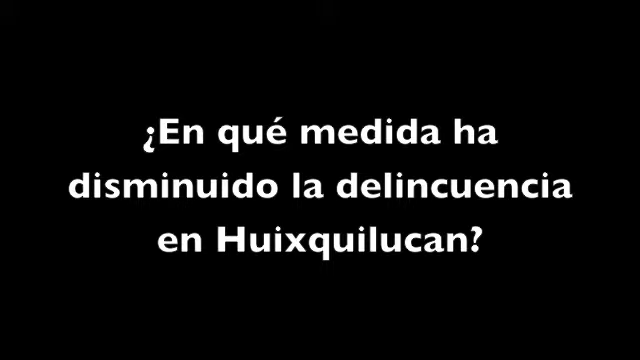 ¿En qué medida ha
disminuido la delincuencia
en Huixquilucan?